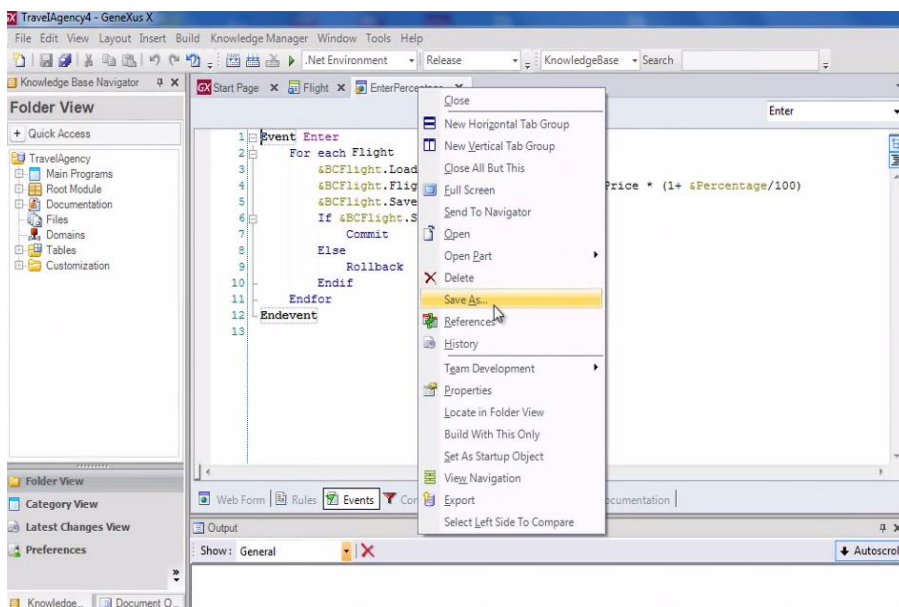 TravelAgency4 - GeneXus X
File Edit View Layout Insert Build Knowledge Manager Window Tools Help
.Net Environment Release KnowledgeBase Search
Knowledge Base Navigator
Folder View
+ Quick Access
TravelAgency
Main Programs
Root Module
Documentation
Files
Domains
Tables
Customization
Folder View
Category View
Latest Changes View
Preferences
Knowledge... Document O...
Start Page Flight
Enter
1 Event Enter
2 For each Flight
3 &BCFlight.Load
4 &BCFlight.Flig Price * (1+ &Percentage/100)
5 &BCFlight.Save
6 If &BCFlight.S
7 Commit
8 Else
9 Rollback
10 Endif
11 Endfor
12 Endevent
13
Close
New Horizontal Tab Group
New Vertical Tab Group
Close All But This
Full Screen
Send To Navigator
Open
Open Part
Delete
Save As...
References
History
Team Development
Properties
Locate in Folder View
Build With This Only
Set As Startup Object
View Navigation
Export
Select Left Side To Compare
Web Form Rules Events
Output
Show: General Autoscrol